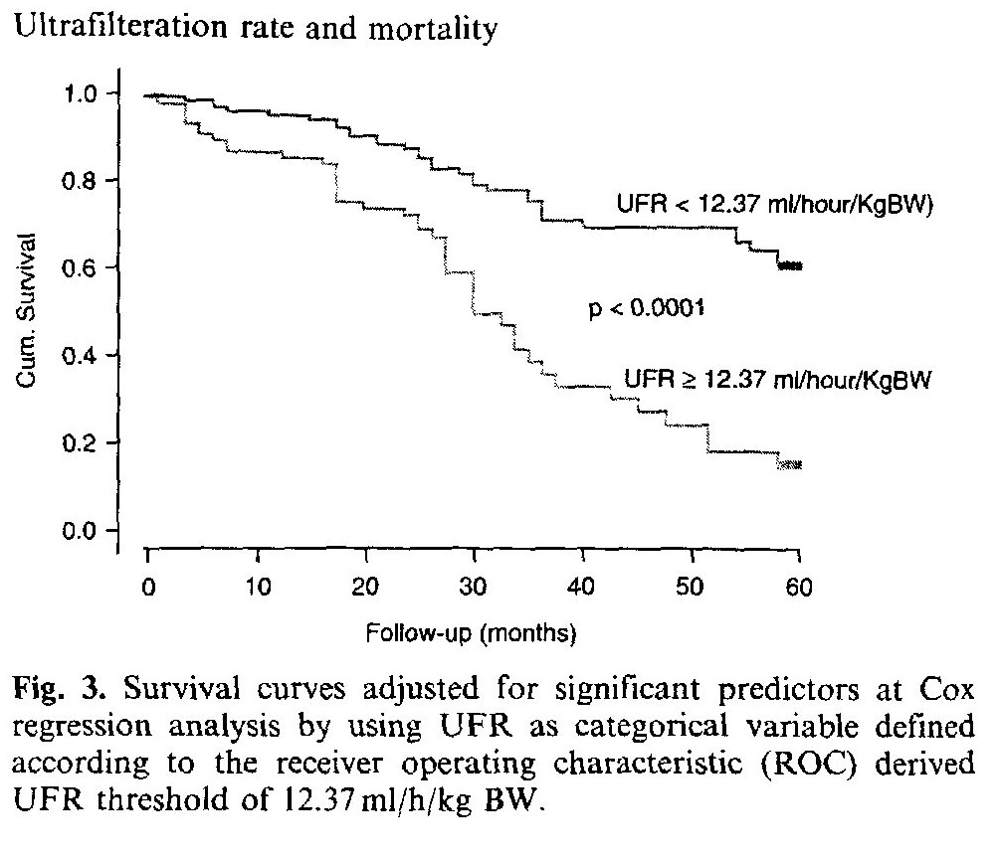 Ultrafilteration rate and mortality
1.0
0.8
UFR < 12.37 ml/hour/KgBW)
0.6
Cum. Survival
p < 0.0001
0.4
UFR ≥ 12.37 ml/hour/KgBW
0.2
0.0
0 10 20 30 40 50 60
Follow-up (months)
Fig. 3. Survival curves adjusted for significant predictors at Cox
regression analysis by using UFR as categorical variable defined
according to the receiver operating characteristic (ROC) derived
UFR threshold of 12.37 ml/h/kg BW.